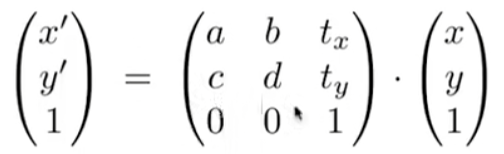 x′ = a b t_x · x
y′ c d t_y y
1 0 0 1 1